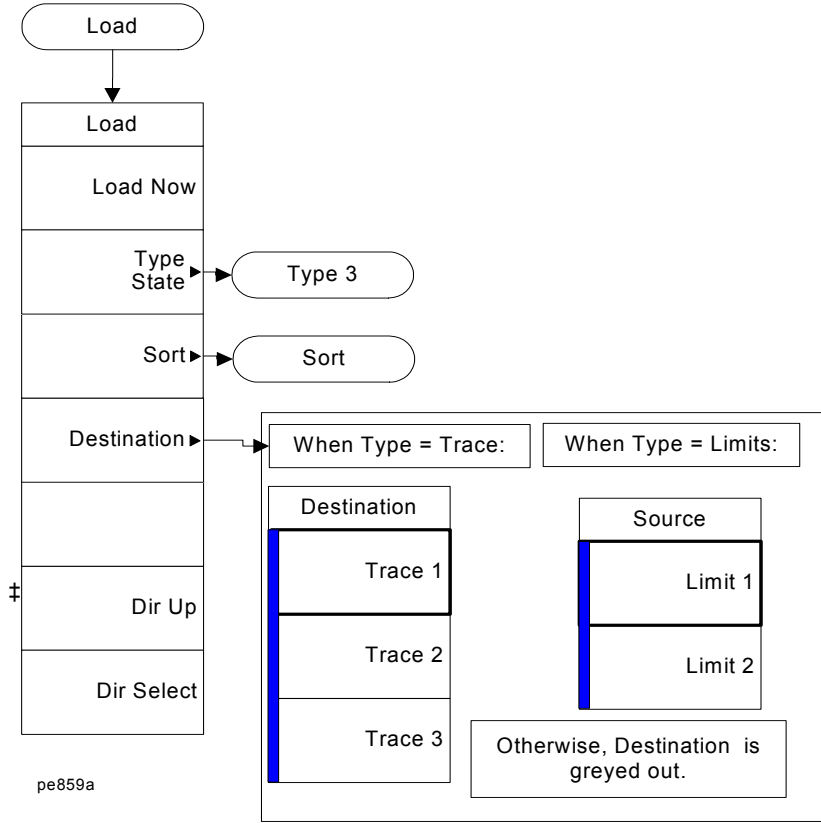 Load
Load
Load Now
Type
State
Type 3
Sort
Sort
Destination
When Type = Trace:
When Type = Limits:
Destination
Trace 1
Trace 2
Trace 3
Source
Limit 1
Limit 2
Otherwise, Destination is
greyed out.
‡
Dir Up
Dir Select
pe859a